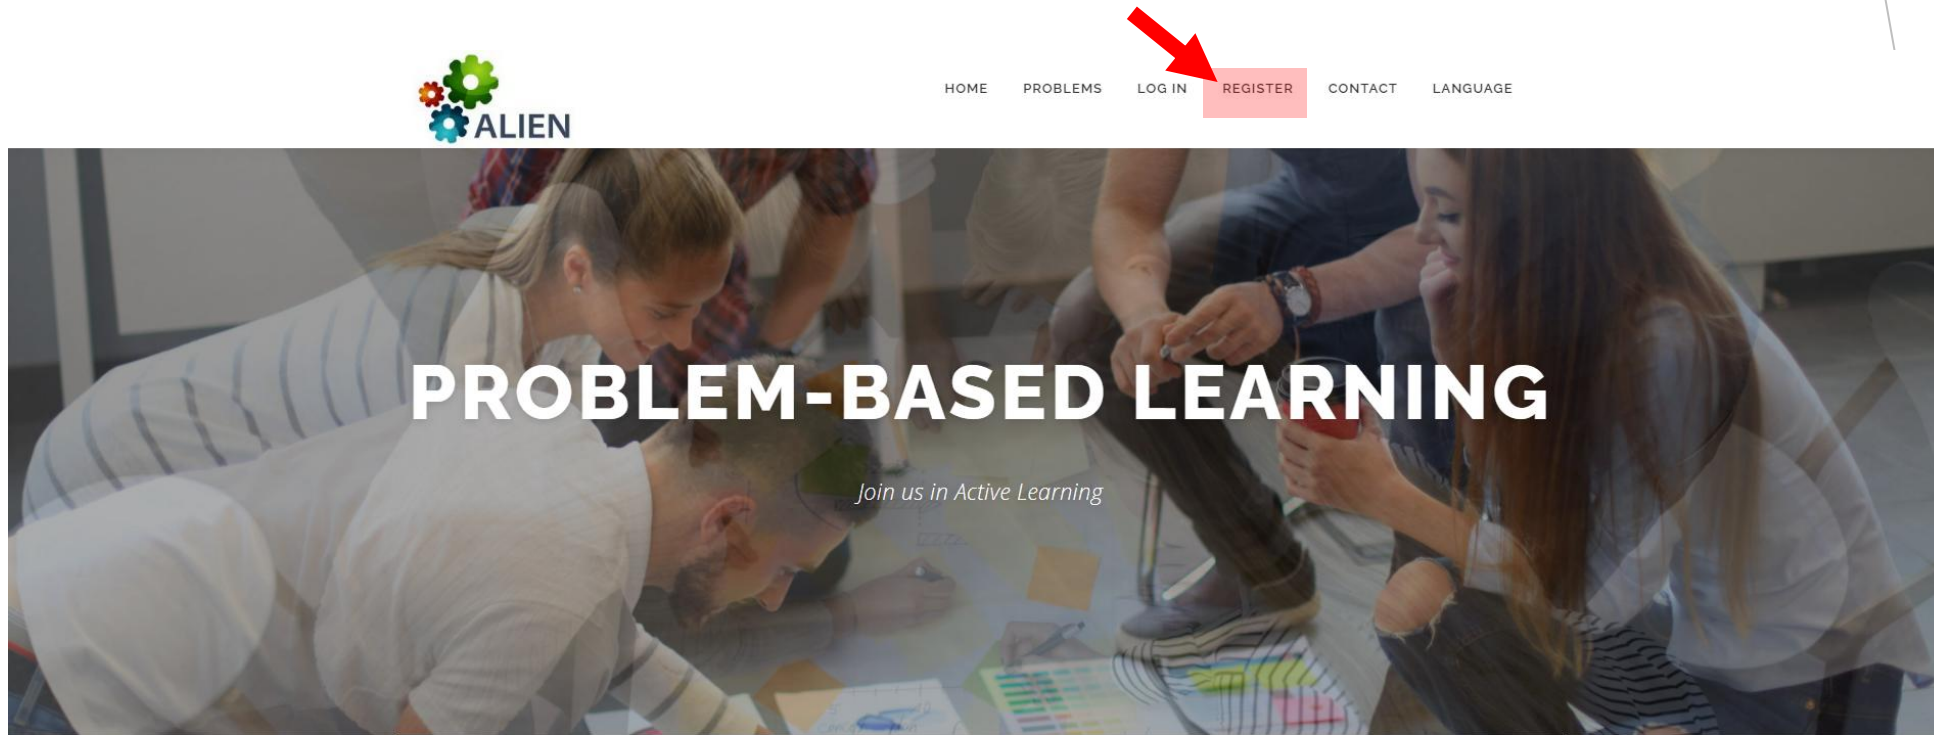 ALIEN
HOME PROBLEMS LOG IN REGISTER CONTACT LANGUAGE
PROBLEM-BASED LEARNING
Join us in Active Learning